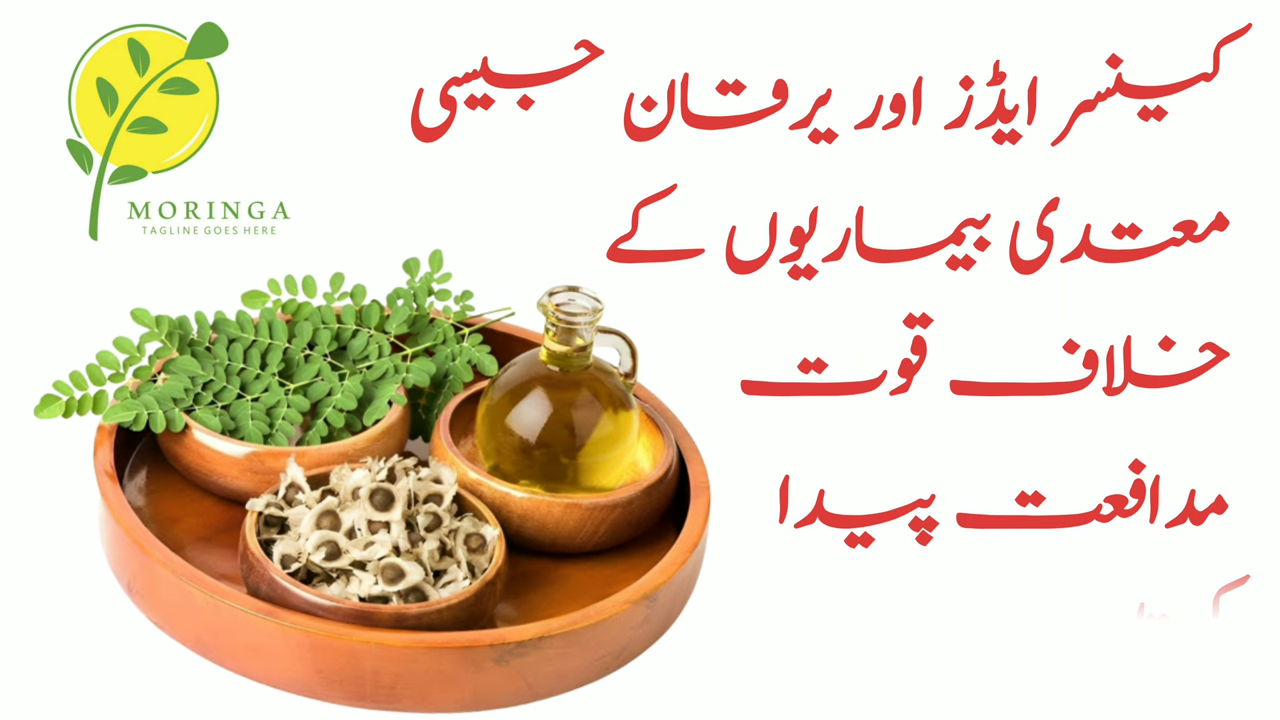 MORINGA
TAGLINE GOES HERE
کینسر ایڈز اور یرقان جیسی
معتدی بیماریوں کے
خلاف قوت
مدافعت پیدا